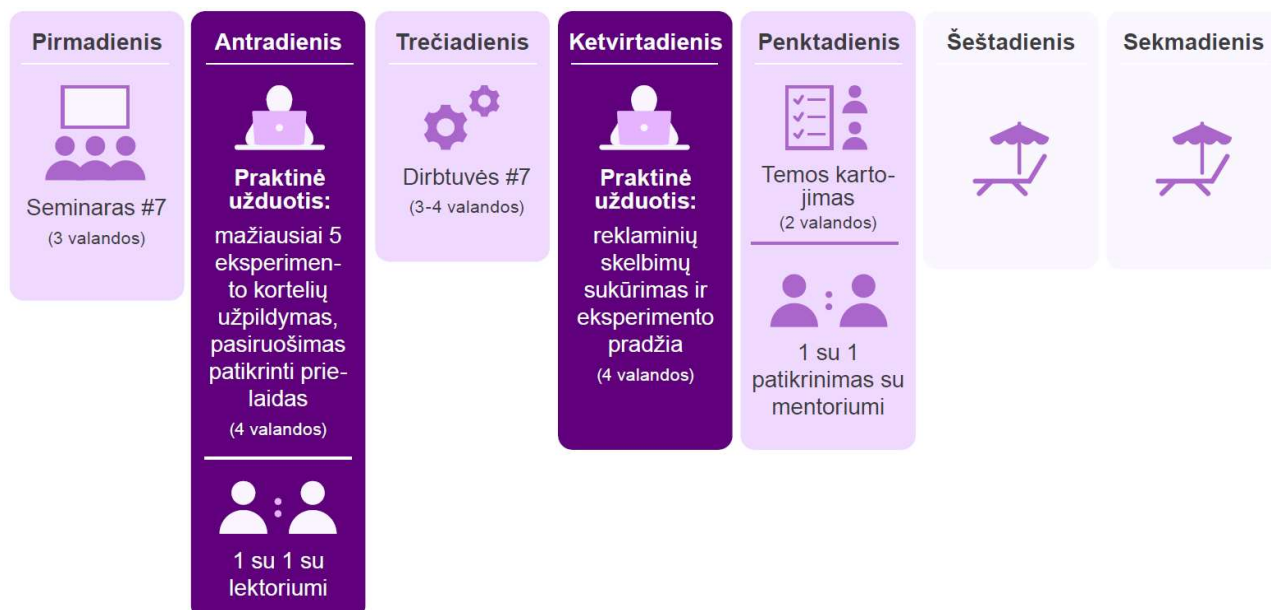 Pirmadienis
Seminaras #7
(3 valandos)
Antradienis
Praktinė
užduotis:
mažiausiai 5
eksperimen-
to kortelių
užpildymas,
pasiruošimas
patikrinti prie-
laidas
(4 valandos)
1 su 1 su
lektoriumi
Trečiadienis
Dirbtuvės #7
(3-4 valandos)
Ketvirtadienis
Praktinė
užduotis:
reklaminių
skelbimų
sukūrimas ir
eksperimento
pradžia
(4 valandos)
Penktadienis
Temos karto-
jimas
(2 valandos)
1 su 1
patikrinimas su
mentoriumi
Šeštadienis
Sekmadienis